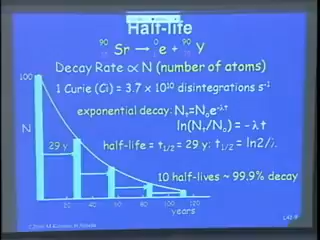 Half-life
90 Sr → 0 e + 90 Y
Decay Rate ∝ N (number of atoms)
1 Curie (Ci) = 3.7 x 10¹⁰ disintegrations s⁻¹
exponential decay: Nₜ=N₀e⁻λt
ln(Nₜ/N₀) = -λt
half-life = t₁/₂ = 29 y; t₁/₂ = ln2/λ
10 half-lives ~ 99.9% decay
100
N
29 y
20 40 60 80 100 120
years